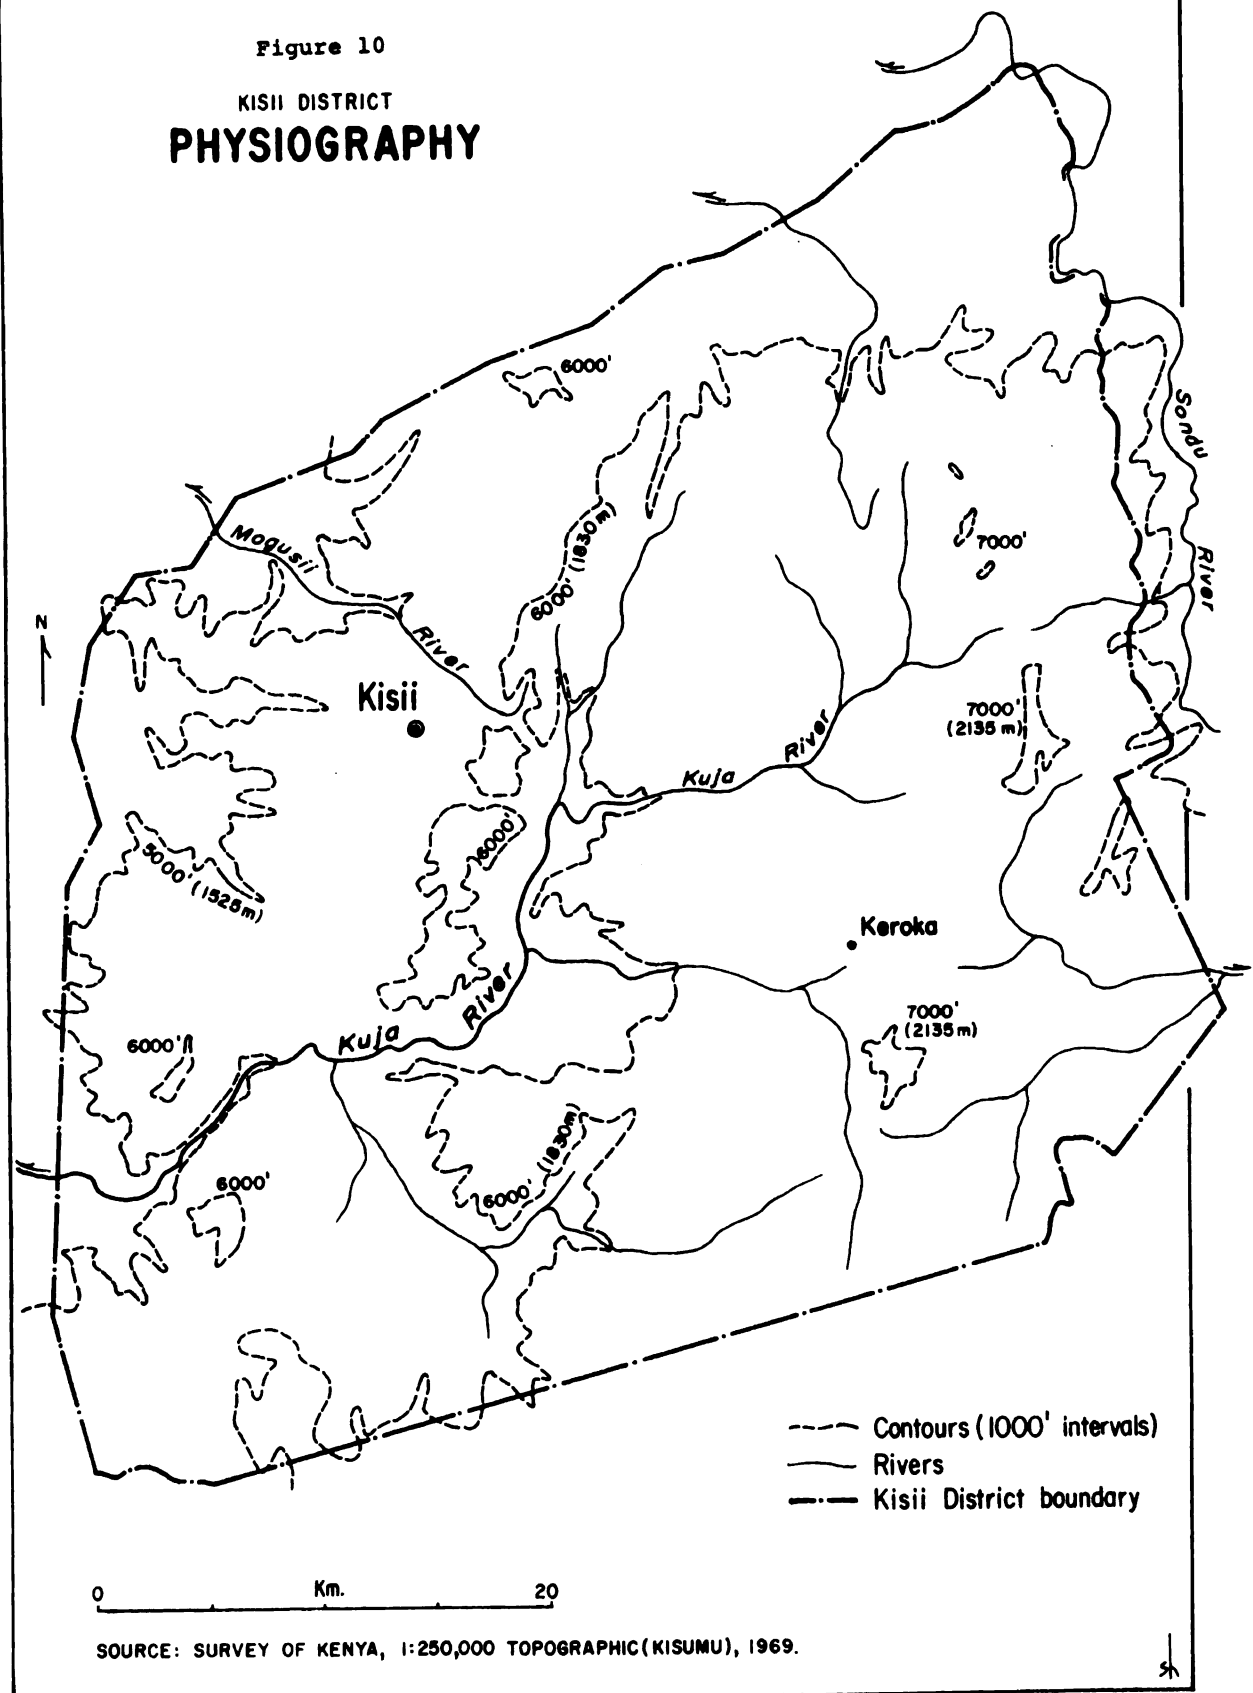 Figure 10
KISII DISTRICT
PHYSIOGRAPHY
6000'
Sondu
River
Mogusii
River
6000' (1830m)
7000'
N
Kisii
7000'
(2135m)
Kuja
River
6000'
5000' (1525m)
Keroka
Kuja
River
7000'
(2135m)
6000'
6000' (1830m
6000'
Contours (1000' intervals)
Rivers
Kisii District boundary
0 Km. 20
SOURCE: SURVEY OF KENYA, 1:250,000 TOPOGRAPHIC (KISUMU), 1969.
sh